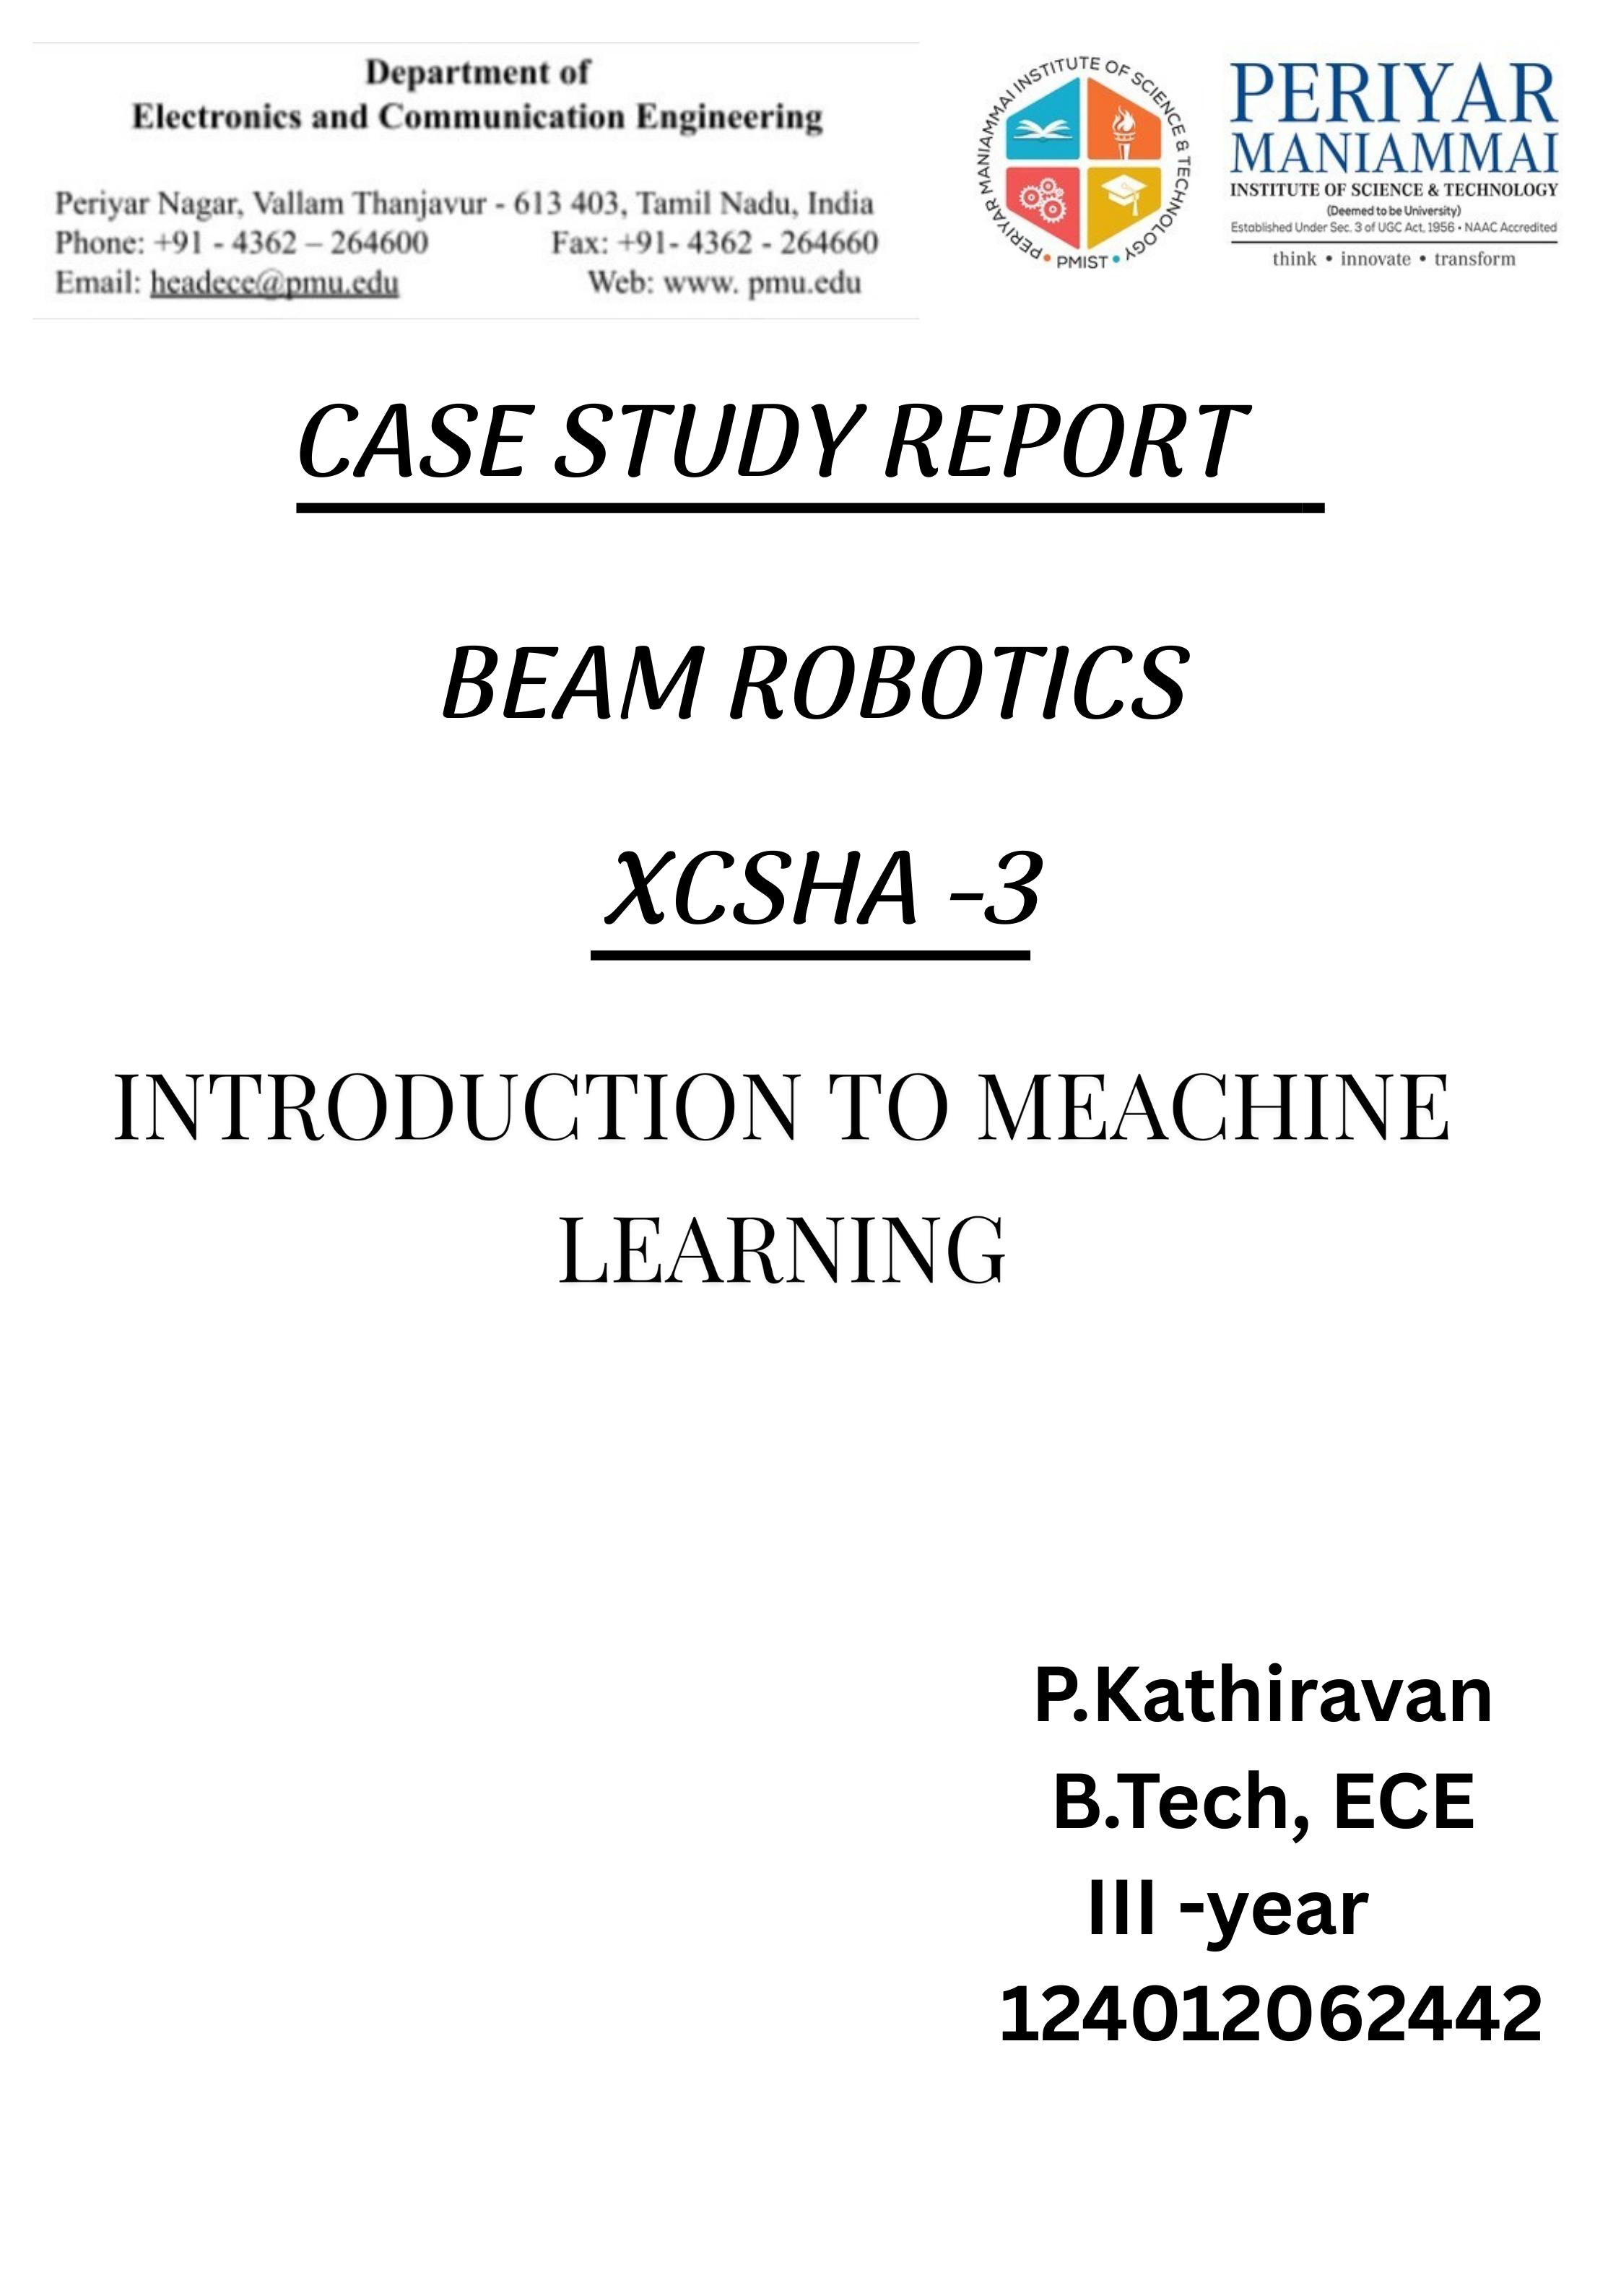 Department of
Electronics and Communication Engineering
Periyar Nagar, Vallam Thanjavur - 613 403, Tamil Nadu, India
Phone: +91 - 4362 – 264600 Fax: +91- 4362 - 264660
Email: headece@pmu.edu Web: www. pmu.edu
PERIYAR MANIAMMAI INSTITUTE OF SCIENCE & TECHNOLOGY
• PMIST •
PERIYAR
MANIAMMAI
INSTITUTE OF SCIENCE & TECHNOLOGY
(Deemed to be University)
Established Under Sec. 3 of UGC Act, 1956 • NAAC Accredited
think • innovate • transform
CASE STUDY REPORT
BEAM ROBOTICS
XCSHA -3
INTRODUCTION TO MEACHINE
LEARNING
P.Kathiravan
B.Tech, ECE
III -year
124012062442